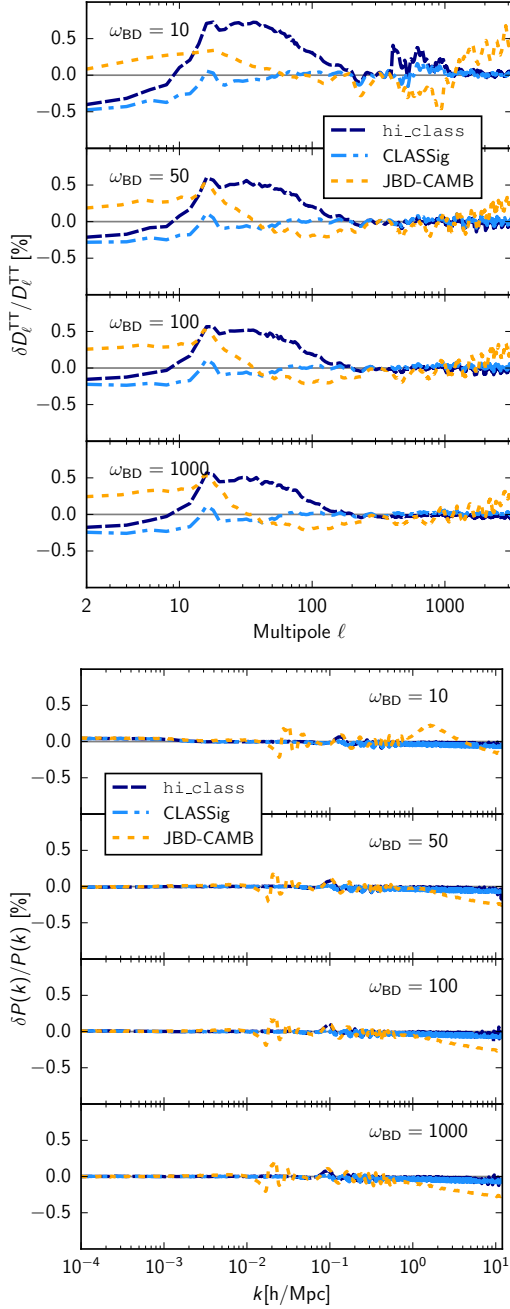 0.5
0.0
−0.5
ω_BD = 10
hi_class
CLASSig
JBD-CAMB
0.5
0.0
−0.5
ω_BD = 50
0.5
0.0
−0.5
ω_BD = 100
0.5
0.0
−0.5
ω_BD = 1000
δD_ℓ^TT/D_ℓ^TT [%]
2 10 100 1000
Multipole ℓ
0.5
0.0
−0.5
ω_BD = 10
hi_class
CLASSig
JBD-CAMB
0.5
0.0
−0.5
ω_BD = 50
0.5
0.0
−0.5
ω_BD = 100
0.5
0.0
−0.5
ω_BD = 1000
δP(k)/P(k) [%]
10^−4 10^−3 10^−2 10^−1 10^0 10^1
k[h/Mpc]